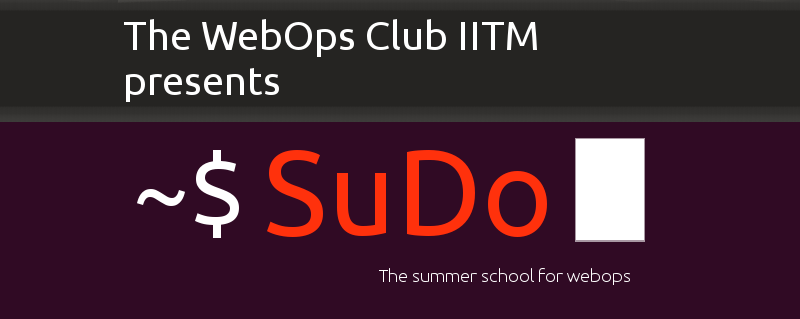 The WebOps Club IITM
presents
~$ SuDo
The summer school for webops